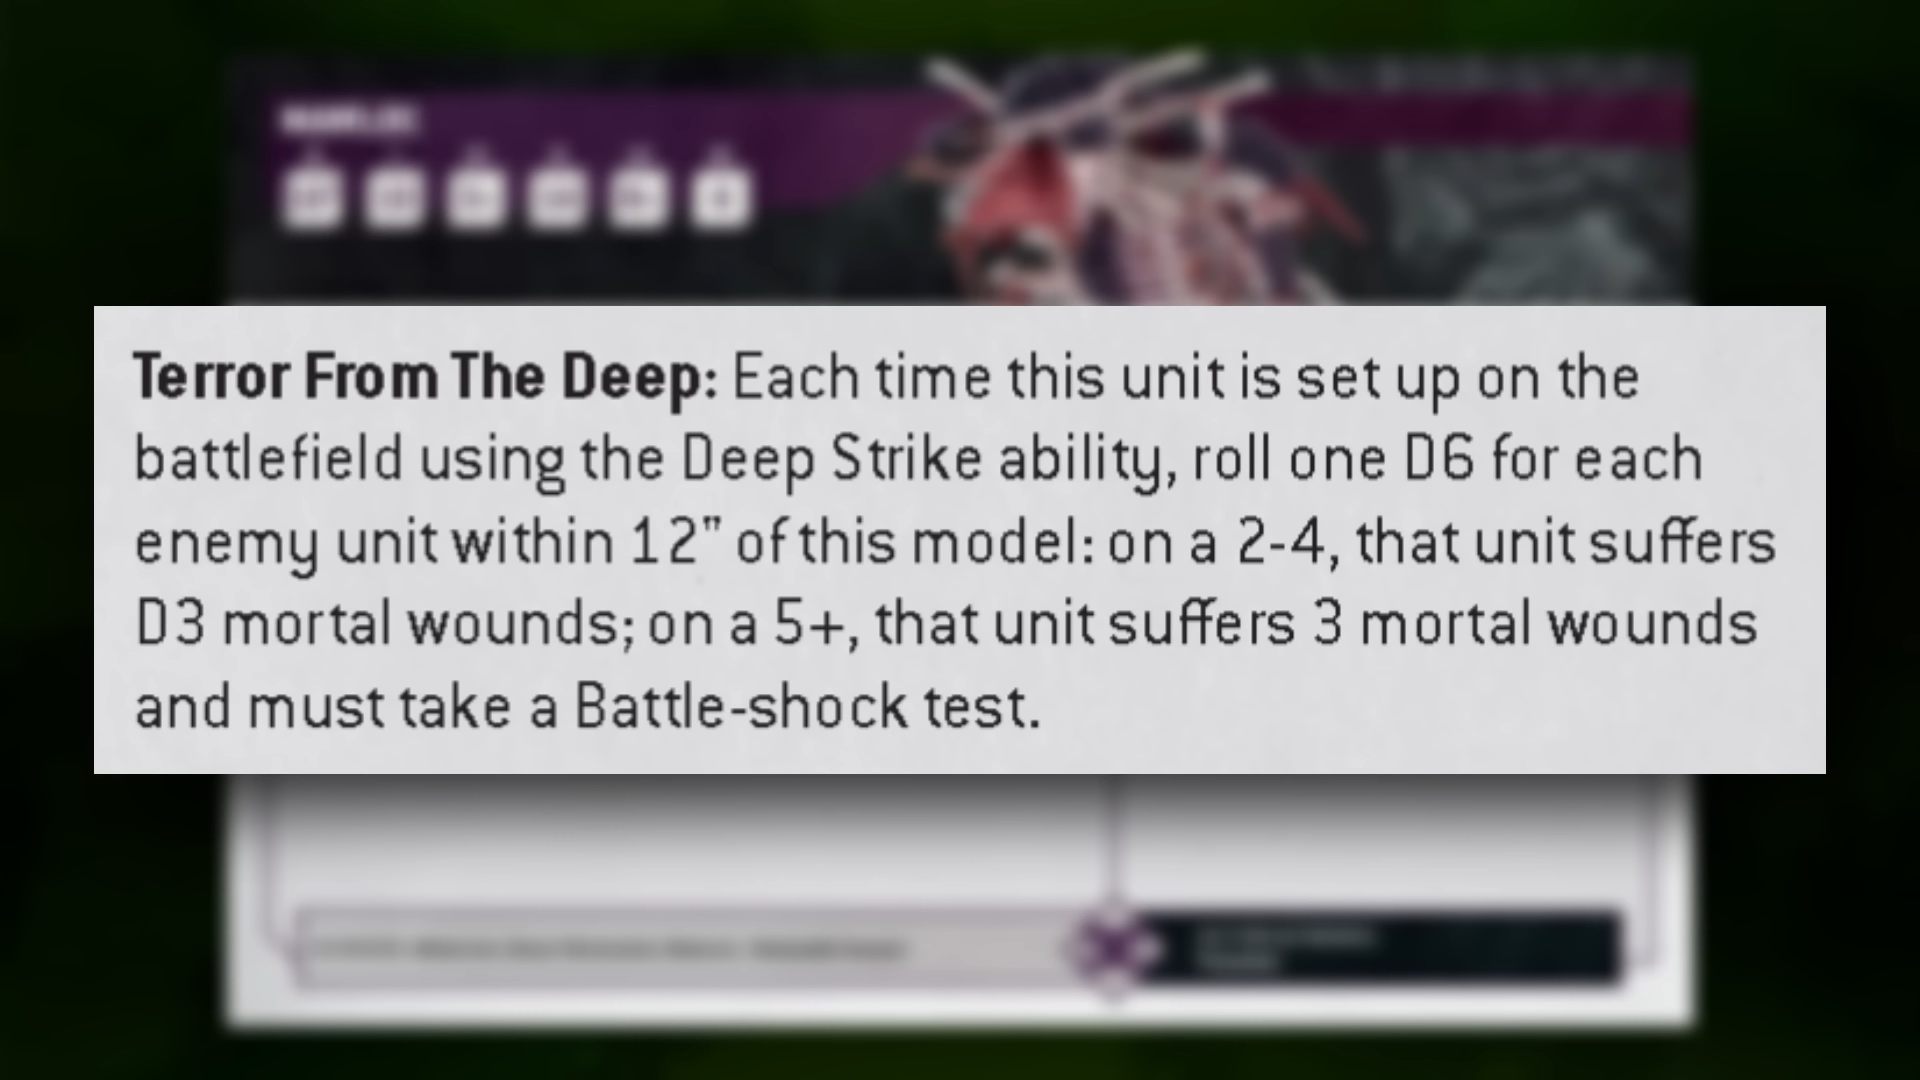 Terror From The Deep: Each time this unit is set up on the
battlefield using the Deep Strike ability, roll one D6 for each
enemy unit within 12" of this model: on a 2-4, that unit suffers
D3 mortal wounds; on a 5+, that unit suffers 3 mortal wounds
and must take a Battle-shock test.